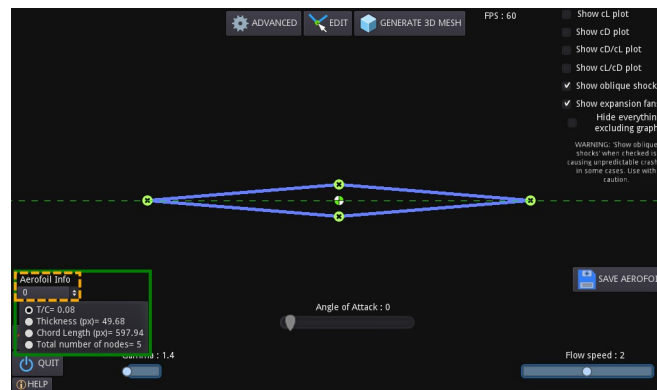 ADVANCED
EDIT
GENERATE 3D MESH
FPS : 60
Show cL plot
Show cD plot
Show cD/cL plot
Show cL/cD plot
Show oblique shock
Show expansion fans
Hide everythin
excluding graph
WARNING: 'Show oblique
shocks' when checked is
causing unpredictable crash
in some cases. Use with
caution.
Aerofoil Info
0
T/C= 0.08
Thickness (px)= 49.68
Chord Length (px)= 597.94
Total number of nodes= 5
SAVE AEROFOI
Angle of Attack : 0
QUIT
Gamma : 1.4
Flow speed : 2
HELP